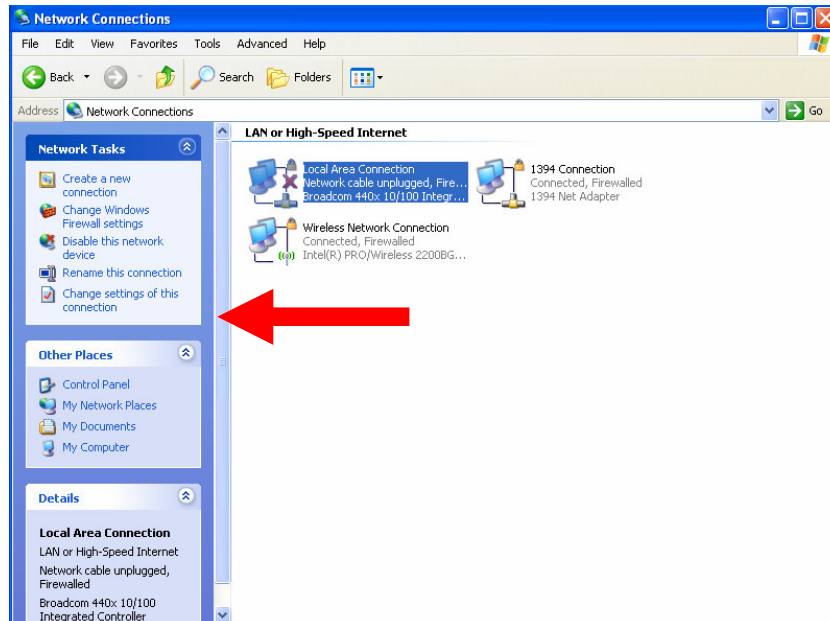 Network Connections
File Edit View Favorites Tools Advanced Help
Back Search Folders
Address Network Connections Go
Network Tasks
Create a new
connection
Change Windows
Firewall settings
Disable this network
device
Rename this connection
Change settings of this
connection
Other Places
Control Panel
My Network Places
My Documents
My Computer
Details
Local Area Connection
LAN or High-Speed Internet
Network cable unplugged,
Firewalled
Broadcom 440x 10/100
Integrated Controller
LAN or High-Speed Internet
Local Area Connection
Network cable unplugged, Fire...
Broadcom 440x 10/100 Integr...
1394 Connection
Connected, Firewalled
1394 Net Adapter
Wireless Network Connection
Connected, Firewalled
Intel(R) PRO/Wireless 2200BG...